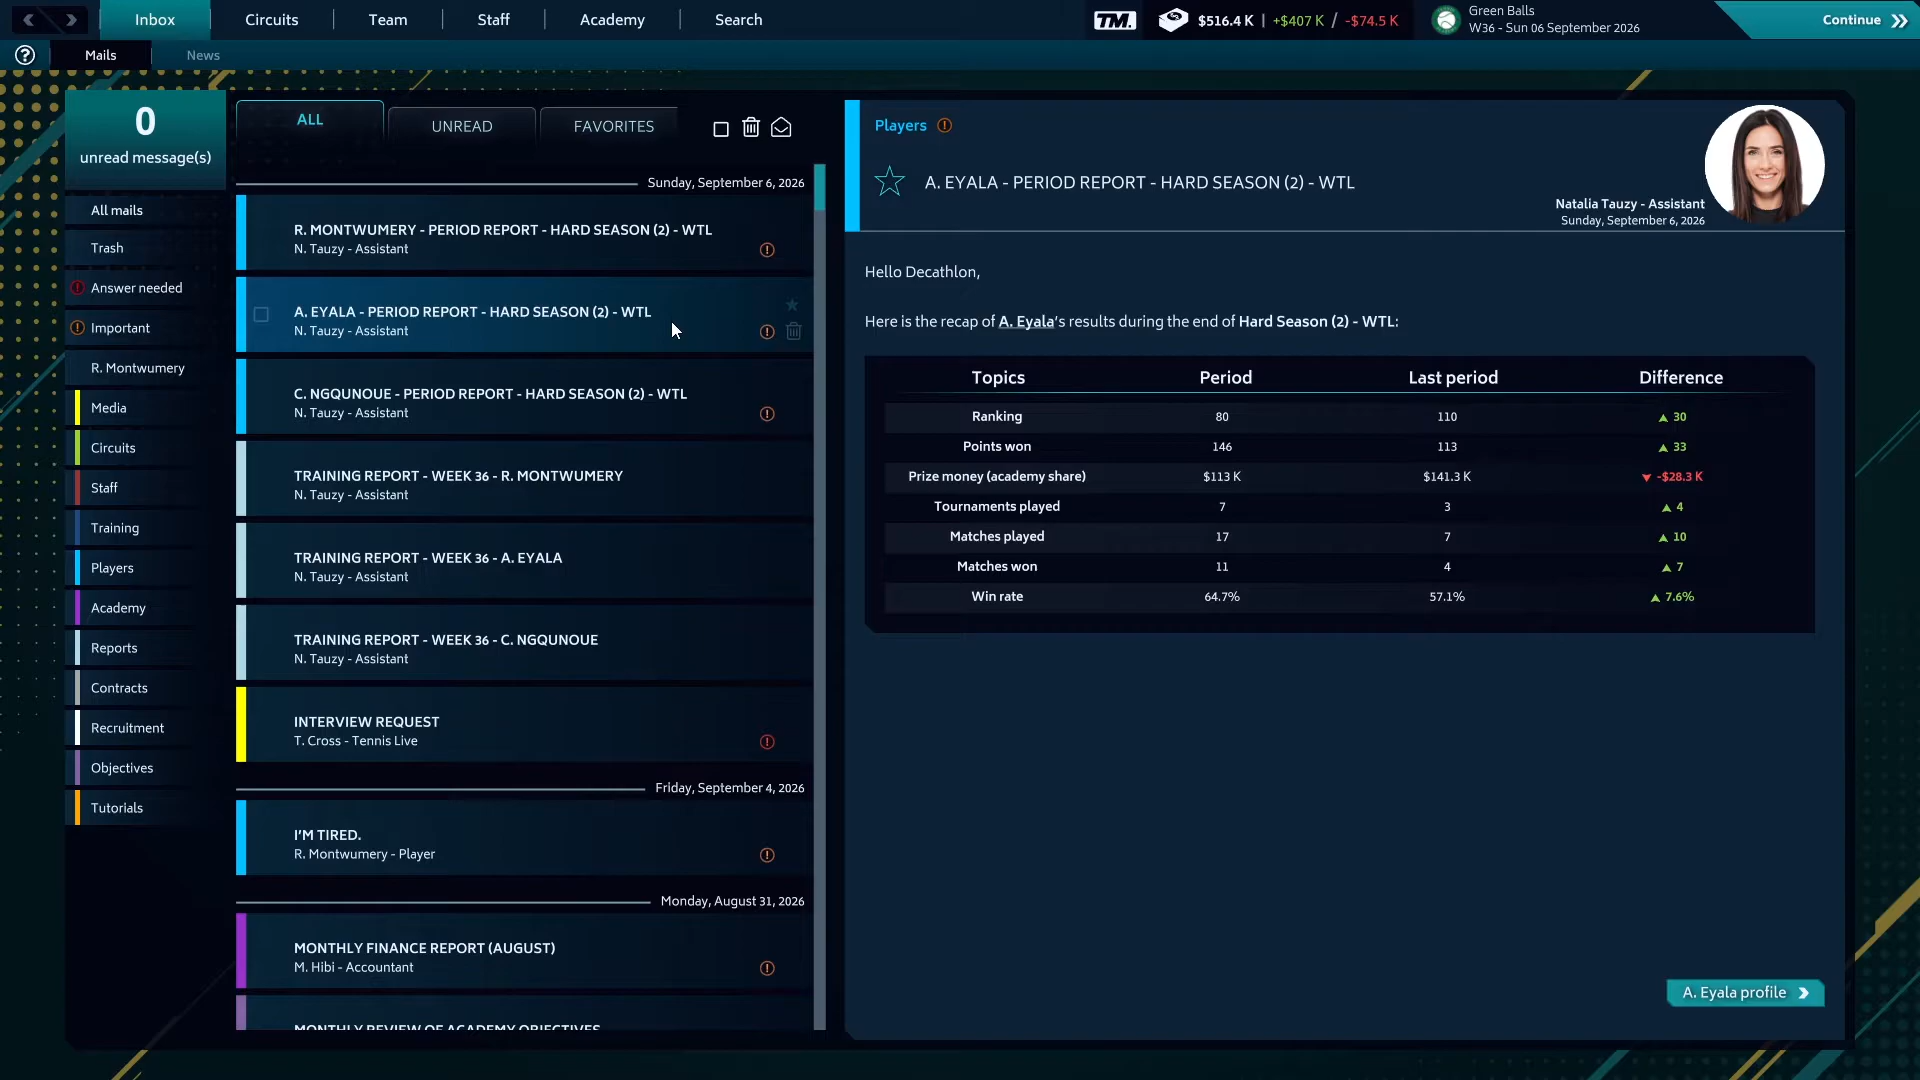 Inbox
Circuits
Team
Staff
Academy
Search
TM.
$516.4 K | +$407 K / -$74.5 K
Green Balls
W36 - Sun 06 September 2026
Continue
Mails
News
0
unread message(s)
All mails
Trash
Answer needed
Important
R. Montwumery
Media
Circuits
Staff
Training
Players
Academy
Reports
Contracts
Recruitment
Objectives
Tutorials
ALL
UNREAD
FAVORITES
Sunday, September 6, 2026
R. MONTWUMERY - PERIOD REPORT - HARD SEASON (2) - WTL
N. Tauzy - Assistant
A. EYALA - PERIOD REPORT - HARD SEASON (2) - WTL
N. Tauzy - Assistant
C. NGQUNOUE - PERIOD REPORT - HARD SEASON (2) - WTL
N. Tauzy - Assistant
TRAINING REPORT - WEEK 36 - R. MONTWUMERY
N. Tauzy - Assistant
TRAINING REPORT - WEEK 36 - A. EYALA
N. Tauzy - Assistant
TRAINING REPORT - WEEK 36 - C. NGQUNOUE
N. Tauzy - Assistant
INTERVIEW REQUEST
T. Cross - Tennis Live
Friday, September 4, 2026
I'M TIRED.
R. Montwumery - Player
Monday, August 31, 2026
MONTHLY FINANCE REPORT (AUGUST)
M. Hibi - Accountant
MONTHLY REVIEW OF ACADEMY OBJECTIVES
Players
A. EYALA - PERIOD REPORT - HARD SEASON (2) - WTL
Natalia Tauzy - Assistant
Sunday, September 6, 2026
Hello Decathlon,
Here is the recap of A. Eyala's results during the end of Hard Season (2) - WTL:
Topics Period Last period Difference
Ranking 80 110 30
Points won 146 113 33
Prize money (academy share) $113 K $141.3 K -$28.3 K
Tournaments played 7 3 4
Matches played 17 7 10
Matches won 11 4 7
Win rate 64.7% 57.1% 7.6%
A. Eyala profile